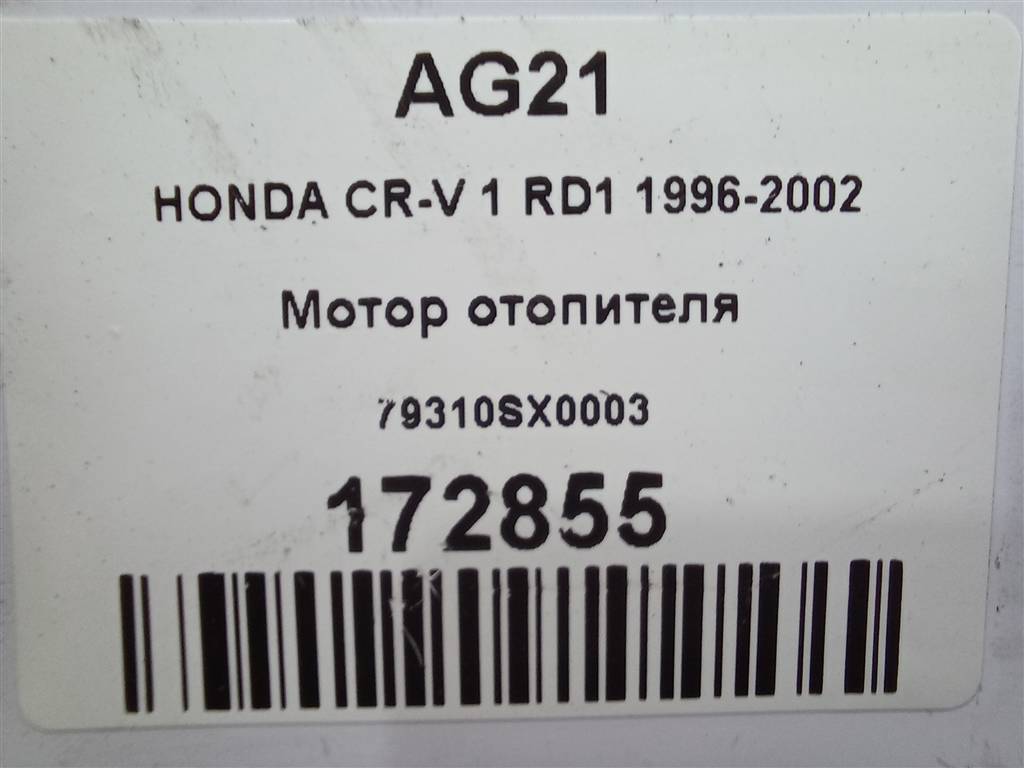 AG21
HONDA CR-V 1 RD1 1996-2002
Мотор отопителя
79310SX0003
172855